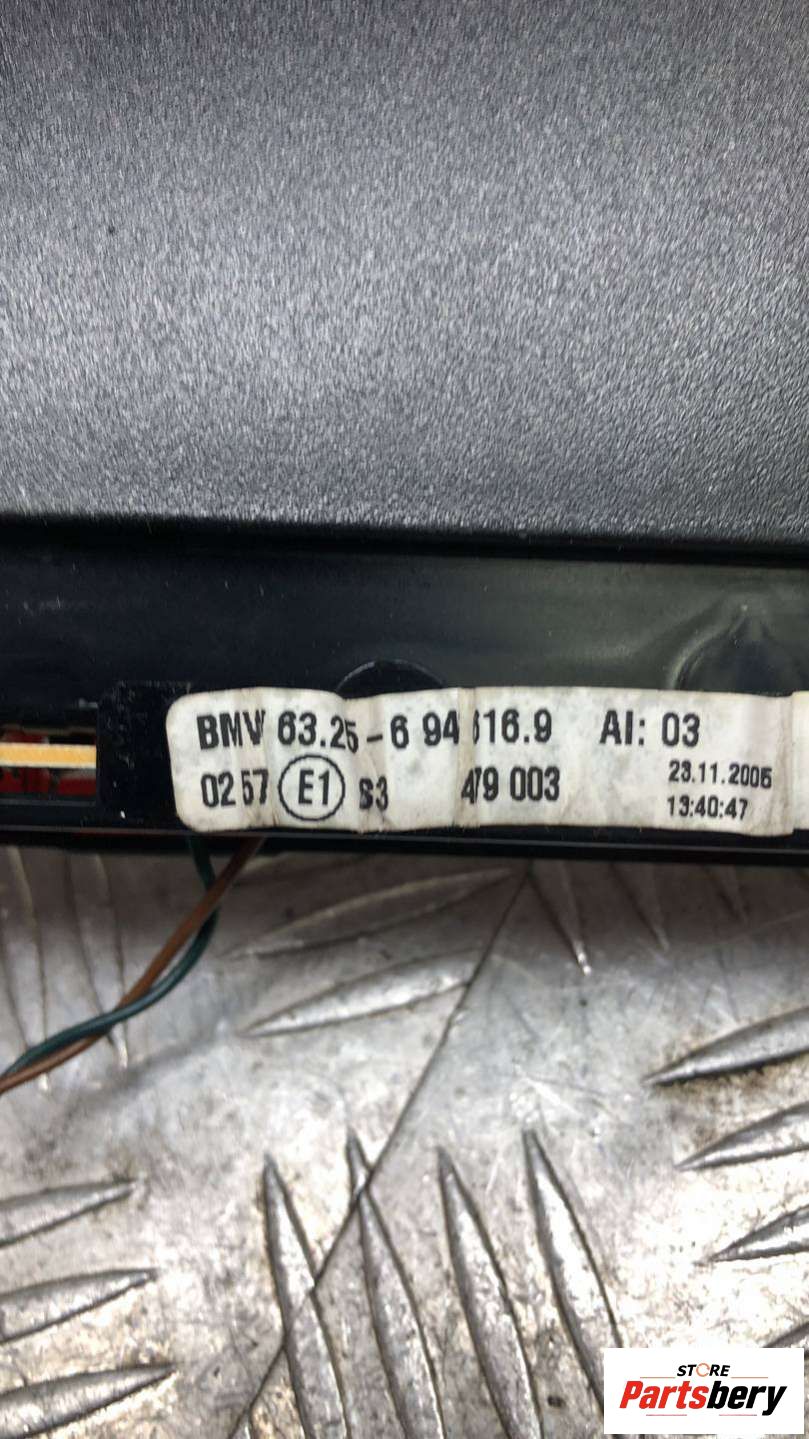 BMW 63.25-6 94 616.9 AI: 03
02 57 E1 S3 479 003 23.11.2005
13:40:47
STORE
Partsbery